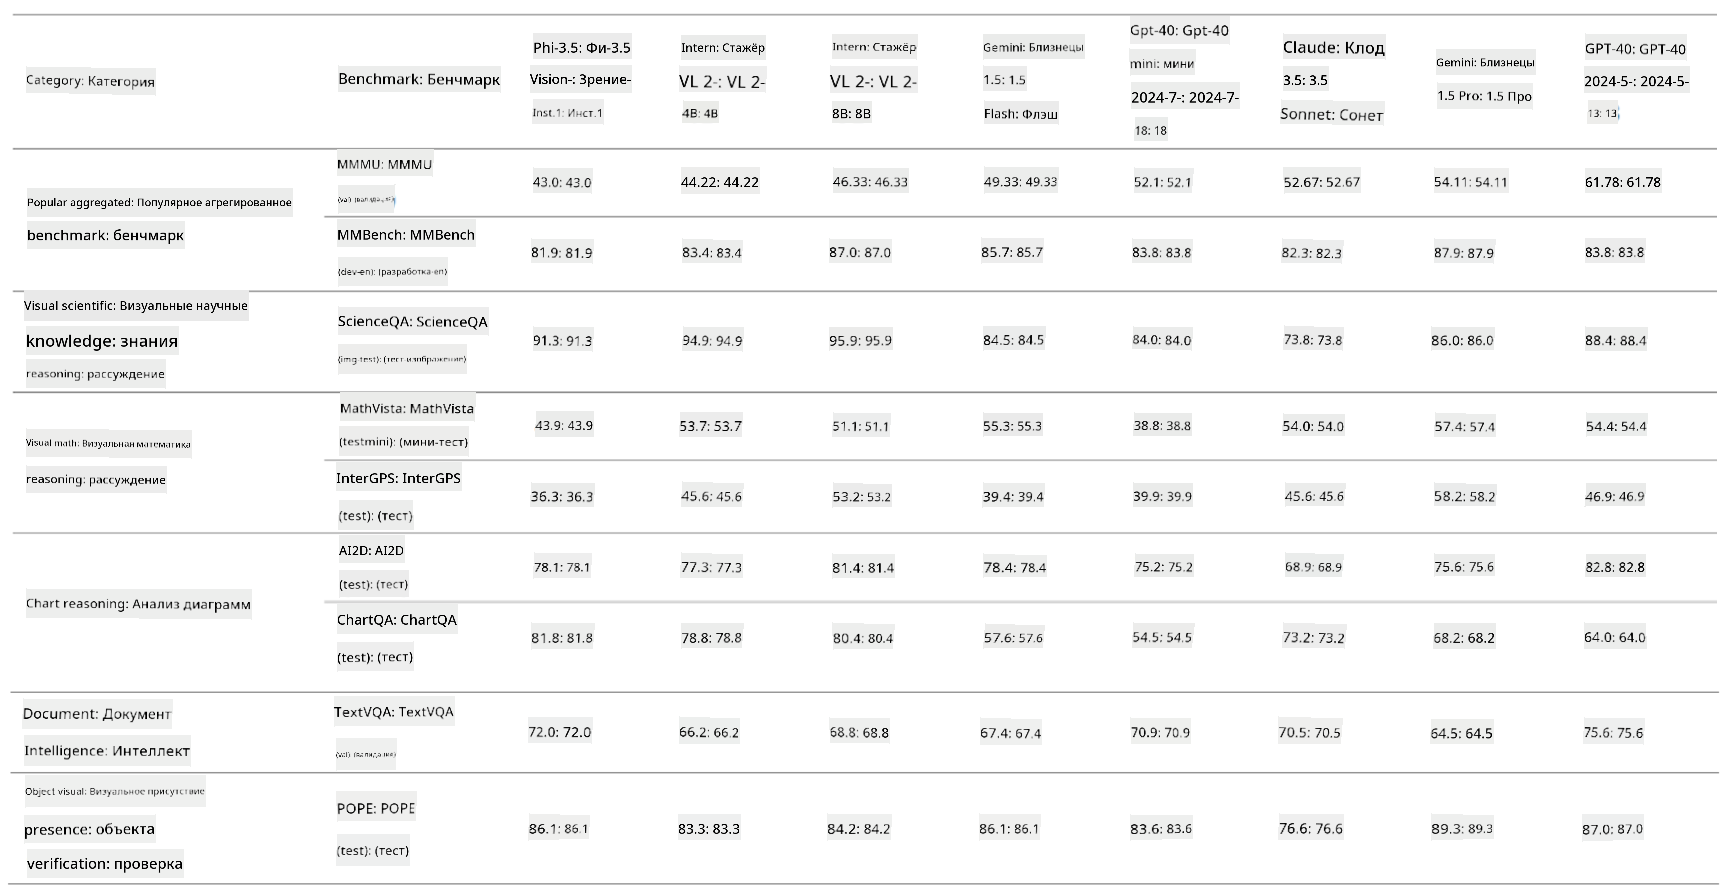 Category: Категория
Benchmark: Бенчмарк
Phi-3.5: Фи-3.5
Vision-: Зрение-
Inst.1: Инст.1
Intern: Стажёр
VL 2-: VL 2-
4B: 4B
Intern: Стажёр
VL 2-: VL 2-
8B: 8B
Gemini: Близнецы
1.5: 1.5
Flash: Флэш
Gpt-40: Gpt-40
mini: мини
2024-7-: 2024-7-
18: 18
Claude: Клод
3.5: 3.5
Sonnet: Сонет
Gemini: Близнецы
1.5 Pro: 1.5 Про
GPT-40: GPT-40
2024-5-: 2024-5-
13: 13
Popular aggregated: Популярное агрегированное
benchmark: бенчмарк
MMMU: MMMU
(val): (валидация)
43.0: 43.0
44.22: 44.22
46.33: 46.33
49.33: 49.33
52.1: 52.1
52.67: 52.67
54.11: 54.11
61.78: 61.78
MMBench: MMBench
(dev-en): (разработка-en)
81.9: 81.9
83.4: 83.4
87.0: 87.0
85.7: 85.7
83.8: 83.8
82.3: 82.3
87.9: 87.9
83.8: 83.8
Visual scientific: Визуальные научные
knowledge: знания
reasoning: рассуждение
ScienceQA: ScienceQA
(img-test): (тест-изображение)
91.3: 91.3
94.9: 94.9
95.9: 95.9
84.5: 84.5
84.0: 84.0
73.8: 73.8
86.0: 86.0
88.4: 88.4
Visual math: Визуальная математика
reasoning: рассуждение
MathVista: MathVista
(testmini): (мини-тест)
43.9: 43.9
53.7: 53.7
51.1: 51.1
55.3: 55.3
38.8: 38.8
54.0: 54.0
57.4: 57.4
54.4: 54.4
InterGPS: InterGPS
(test): (тест)
36.3: 36.3
45.6: 45.6
53.2: 53.2
39.4: 39.4
39.9: 39.9
45.6: 45.6
58.2: 58.2
46.9: 46.9
Chart reasoning: Анализ диаграмм
AI2D: AI2D
(test): (тест)
78.1: 78.1
77.3: 77.3
81.4: 81.4
78.4: 78.4
75.2: 75.2
68.9: 68.9
75.6: 75.6
82.8: 82.8
ChartQA: ChartQA
(test): (тест)
81.8: 81.8
78.8: 78.8
80.4: 80.4
57.6: 57.6
54.5: 54.5
73.2: 73.2
68.2: 68.2
64.0: 64.0
Document: Документ
Intelligence: Интеллект
TextVQA: TextVQA
(val): (валидация)
72.0: 72.0
66.2: 66.2
68.8: 68.8
67.4: 67.4
70.9: 70.9
70.5: 70.5
64.5: 64.5
75.6: 75.6
Object visual: Визуальное присутствие
presence: объекта
verification: проверка
POPE: POPE
(test): (тест)
86.1: 86.1
83.3: 83.3
84.2: 84.2
86.1: 86.1
83.6: 83.6
76.6: 76.6
89.3: 89.3
87.0: 87.0